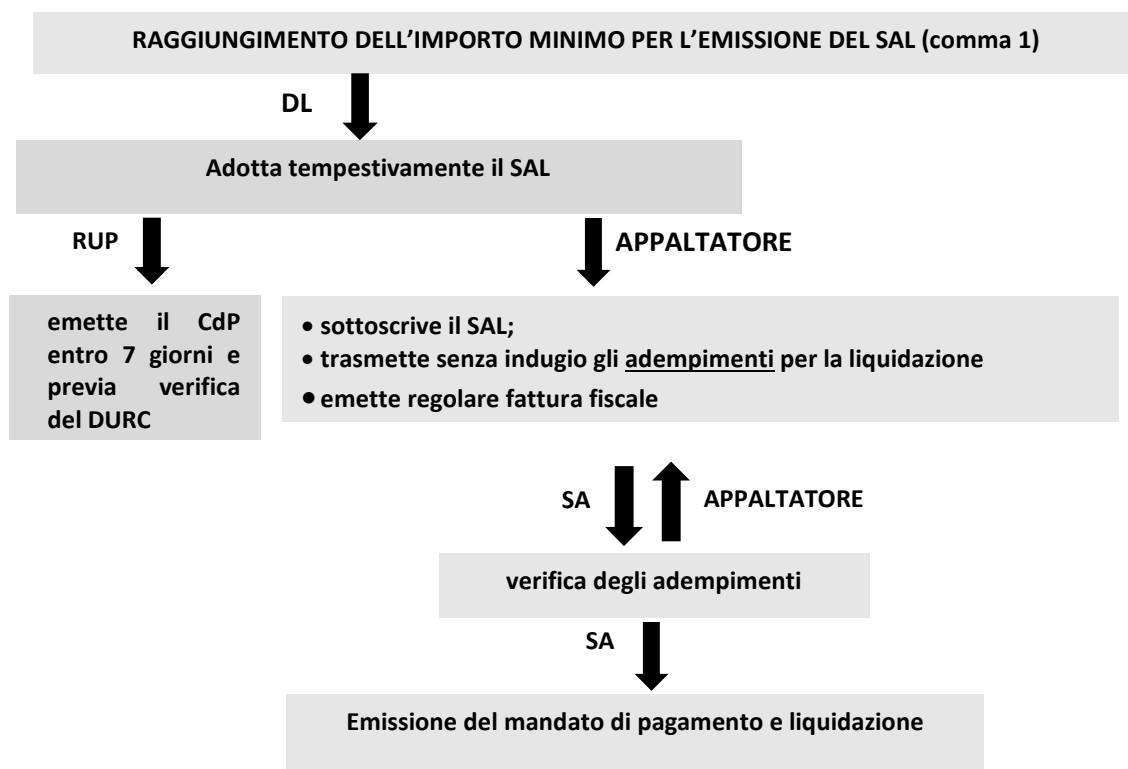 RAGGIUNGIMENTO DELL’IMPORTO MINIMO PER L’EMISSIONE DEL SAL (comma 1)
DL
Adotta tempestivamente il SAL
RUP
APPALTATORE
emette il CdP
entro 7 giorni e
previa verifica
del DURC
• sottoscrive il SAL;
• trasmette senza indugio gli adempimenti per la liquidazione
• emette regolare fattura fiscale
SA
APPALTATORE
verifica degli adempimenti
SA
Emissione del mandato di pagamento e liquidazione